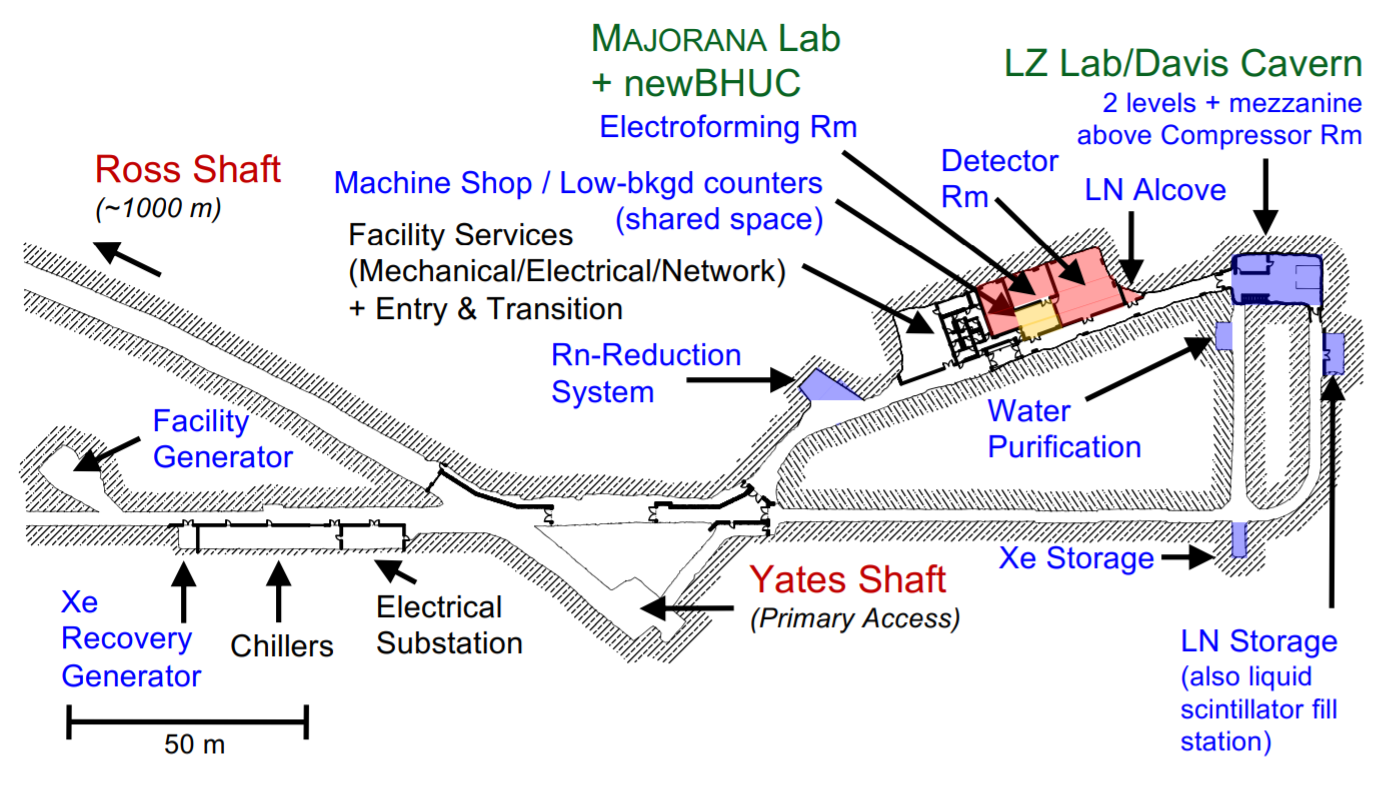 MAJORANA Lab
+ newBHUC
LZ Lab/Davis Cavern
2 levels + mezzanine
above Compressor Rm
Electroforming Rm
Detector
Rm
LN Alcove
Ross Shaft
(~1000 m)
Machine Shop / Low-bkgd counters
(shared space)
Facility Services
(Mechanical/Electrical/Network)
+ Entry & Transition
Rn-Reduction
System
Water
Purification
Facility
Generator
Xe Storage
Yates Shaft
(Primary Access)
Xe
Recovery
Generator
Chillers
Electrical
Substation
LN Storage
(also liquid
scintillator fill
station)
50 m